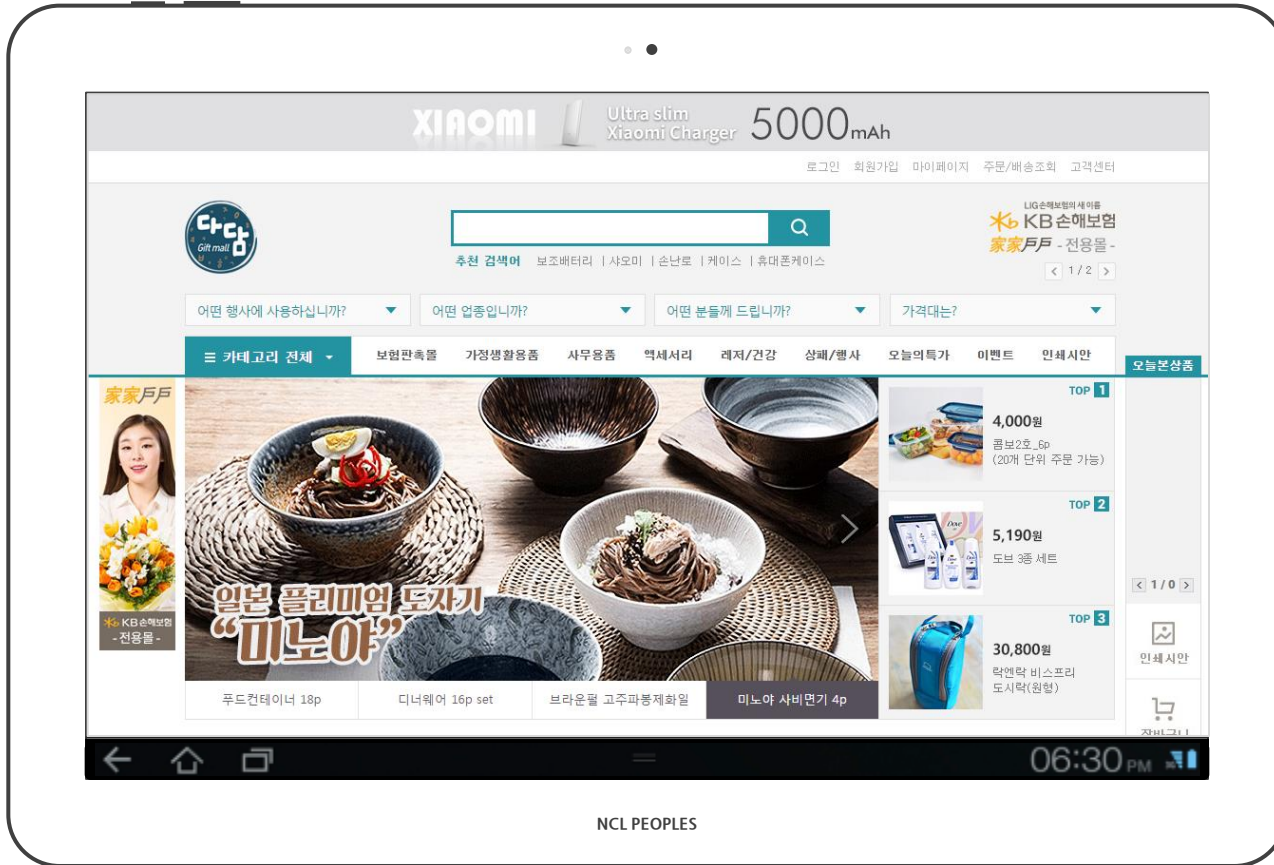 XIAOMI
Ultra slim
Xiaomi Charger
5000mAh
로그인 회원가입 마이페이지 주문/배송조회 고객센터
다담
Gift mall
LIG손해보험의 새 이름
KB손해보험
家家戶戶 - 전용몰 -
추천 검색어 보조배터리 | 샤오미 | 손난로 | 케이스 | 휴대폰케이스
< 1 / 2 >
어떤 행사에 사용하십니까? 어떤 업종입니까? 어떤 분들께 드립니까? 가격대는?
카테고리 전체 보험판촉몰 가정생활용품 사무용품 액세서리 레저/건강 상패/행사 오늘의특가 이벤트 인쇄시안
오늘본상품
家家戶戶
KB손해보험
- 전용몰 -
일본 플리미엄 도자기
“미노야”
푸드컨테이너 18p 디너웨어 16p set 브라운펄 고주파봉제화일 미노야 사비면기 4p
TOP 1
4,000원
콤보2호_6p
(20개 단위 주문 가능)
TOP 2
Dove
5,190원
도브 3종 세트
TOP 3
30,800원
락엔락 비스프리
도시락(원형)
< 1 / 0 >
인쇄시안
장바구니
06:30 PM
NCL PEOPLES